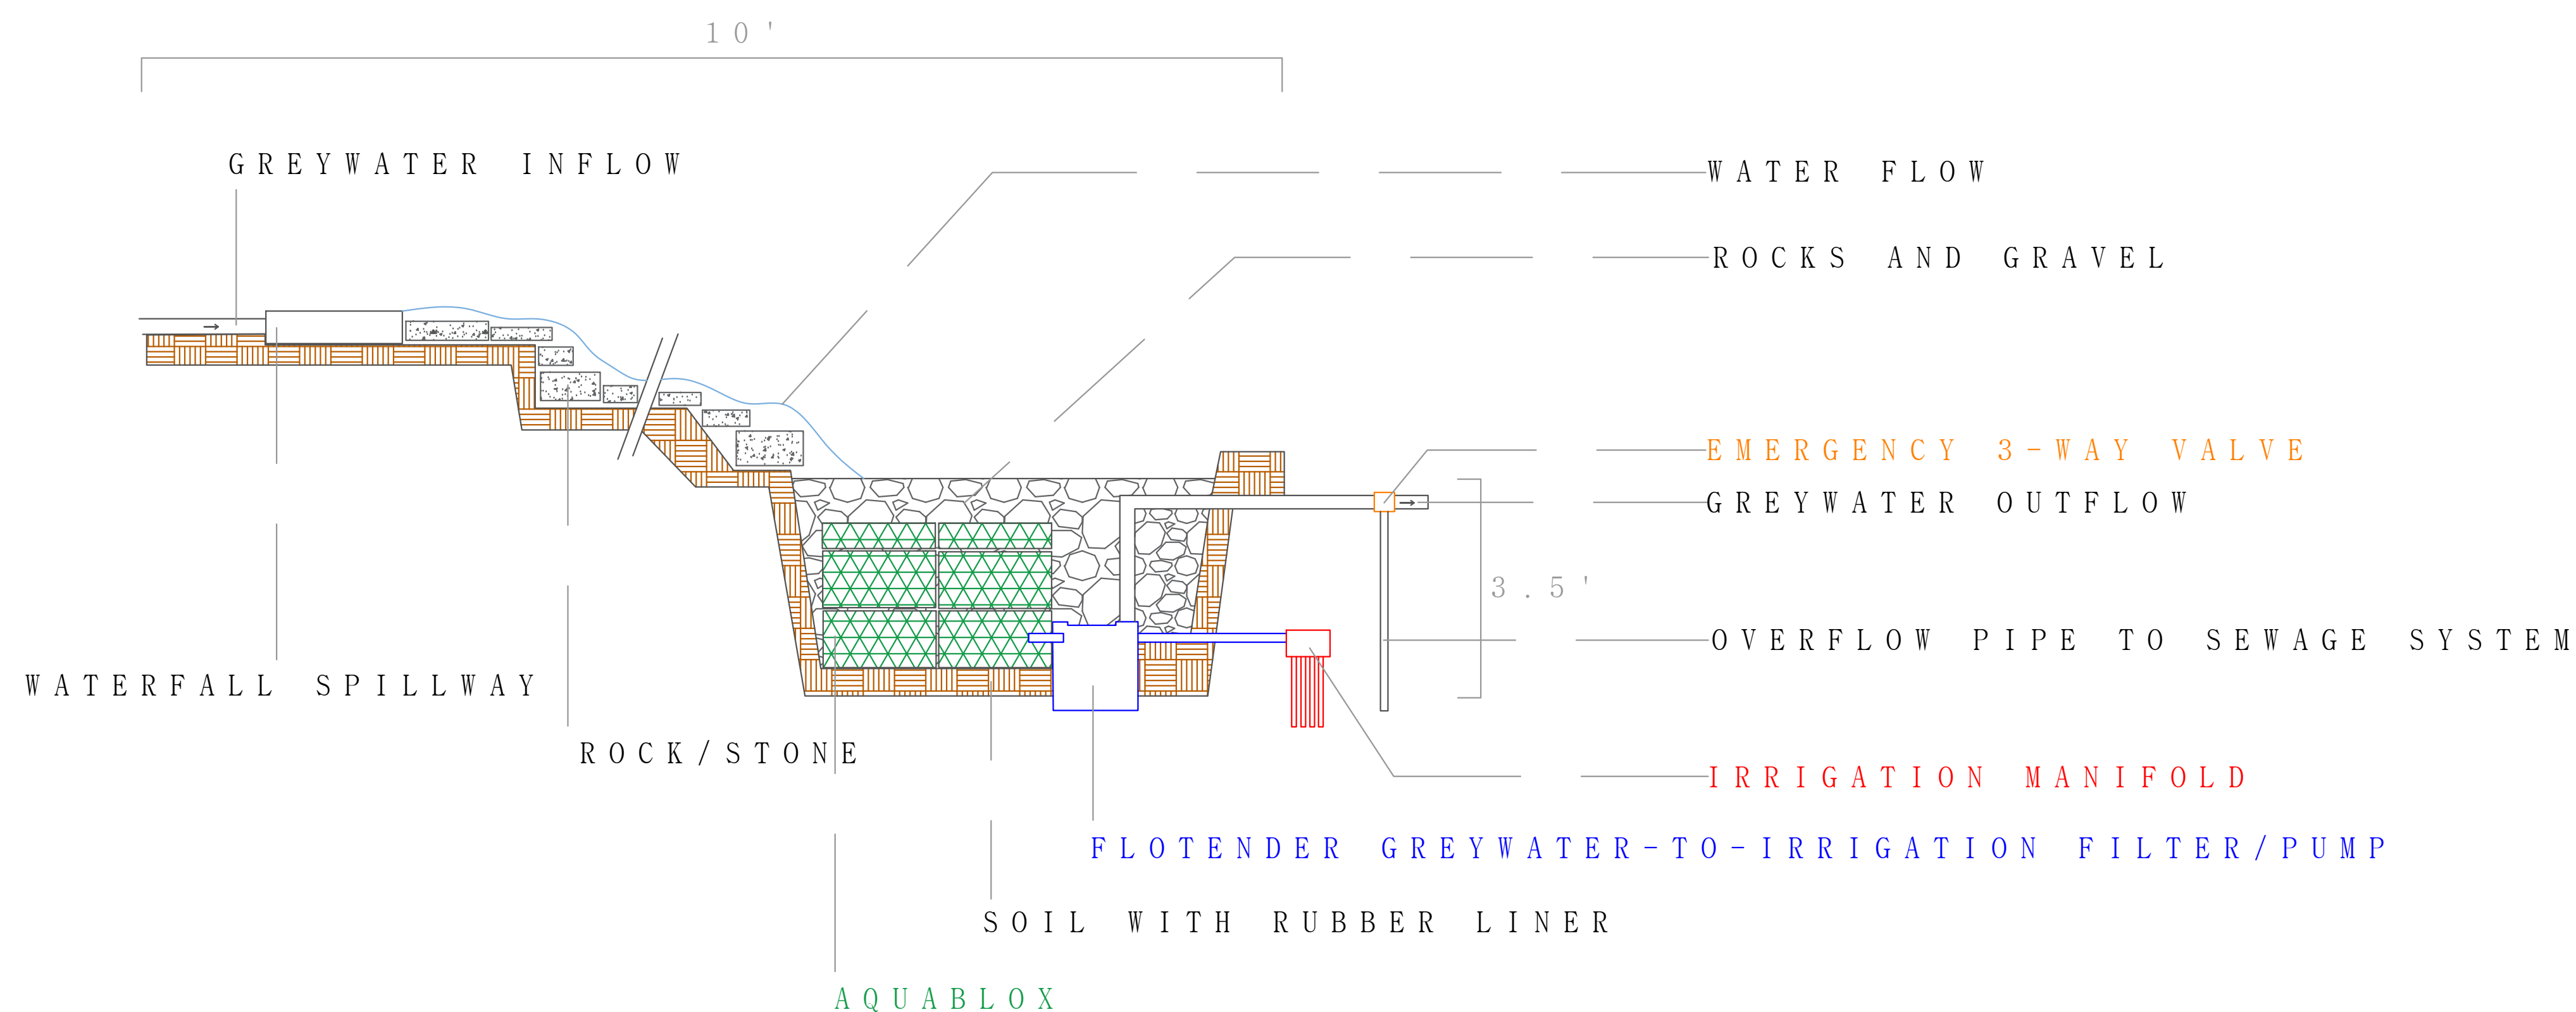 10'
GREYWATER INFLOW
WATER FLOW
ROCKS AND GRAVEL
EMERGENCY 3-WAY VALVE
GREYWATER OUTFLOW
3.5'
OVERFLOW PIPE TO SEWAGE SYSTEM
WATERFALL SPILLWAY
ROCK/STONE
IRRIGATION MANIFOLD
FLOTENDER GREYWATER-TO-IRRIGATION FILTER/PUMP
SOIL WITH RUBBER LINER
AQUABLOX